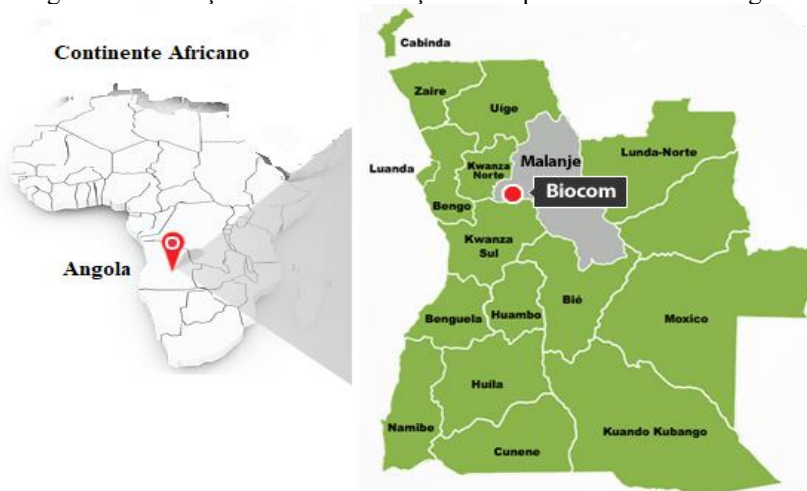 Continente Africano
Angola
Cabinda
Zaire
Uige
Luanda
Kwanza
Norte
Malanje
Lunda-Norte
Biocom
Bengo
Kwanza
Sul
Benguela
Huambo
Bié
Moxico
Huíla
Namibe
Cunene
Kuando Kubango